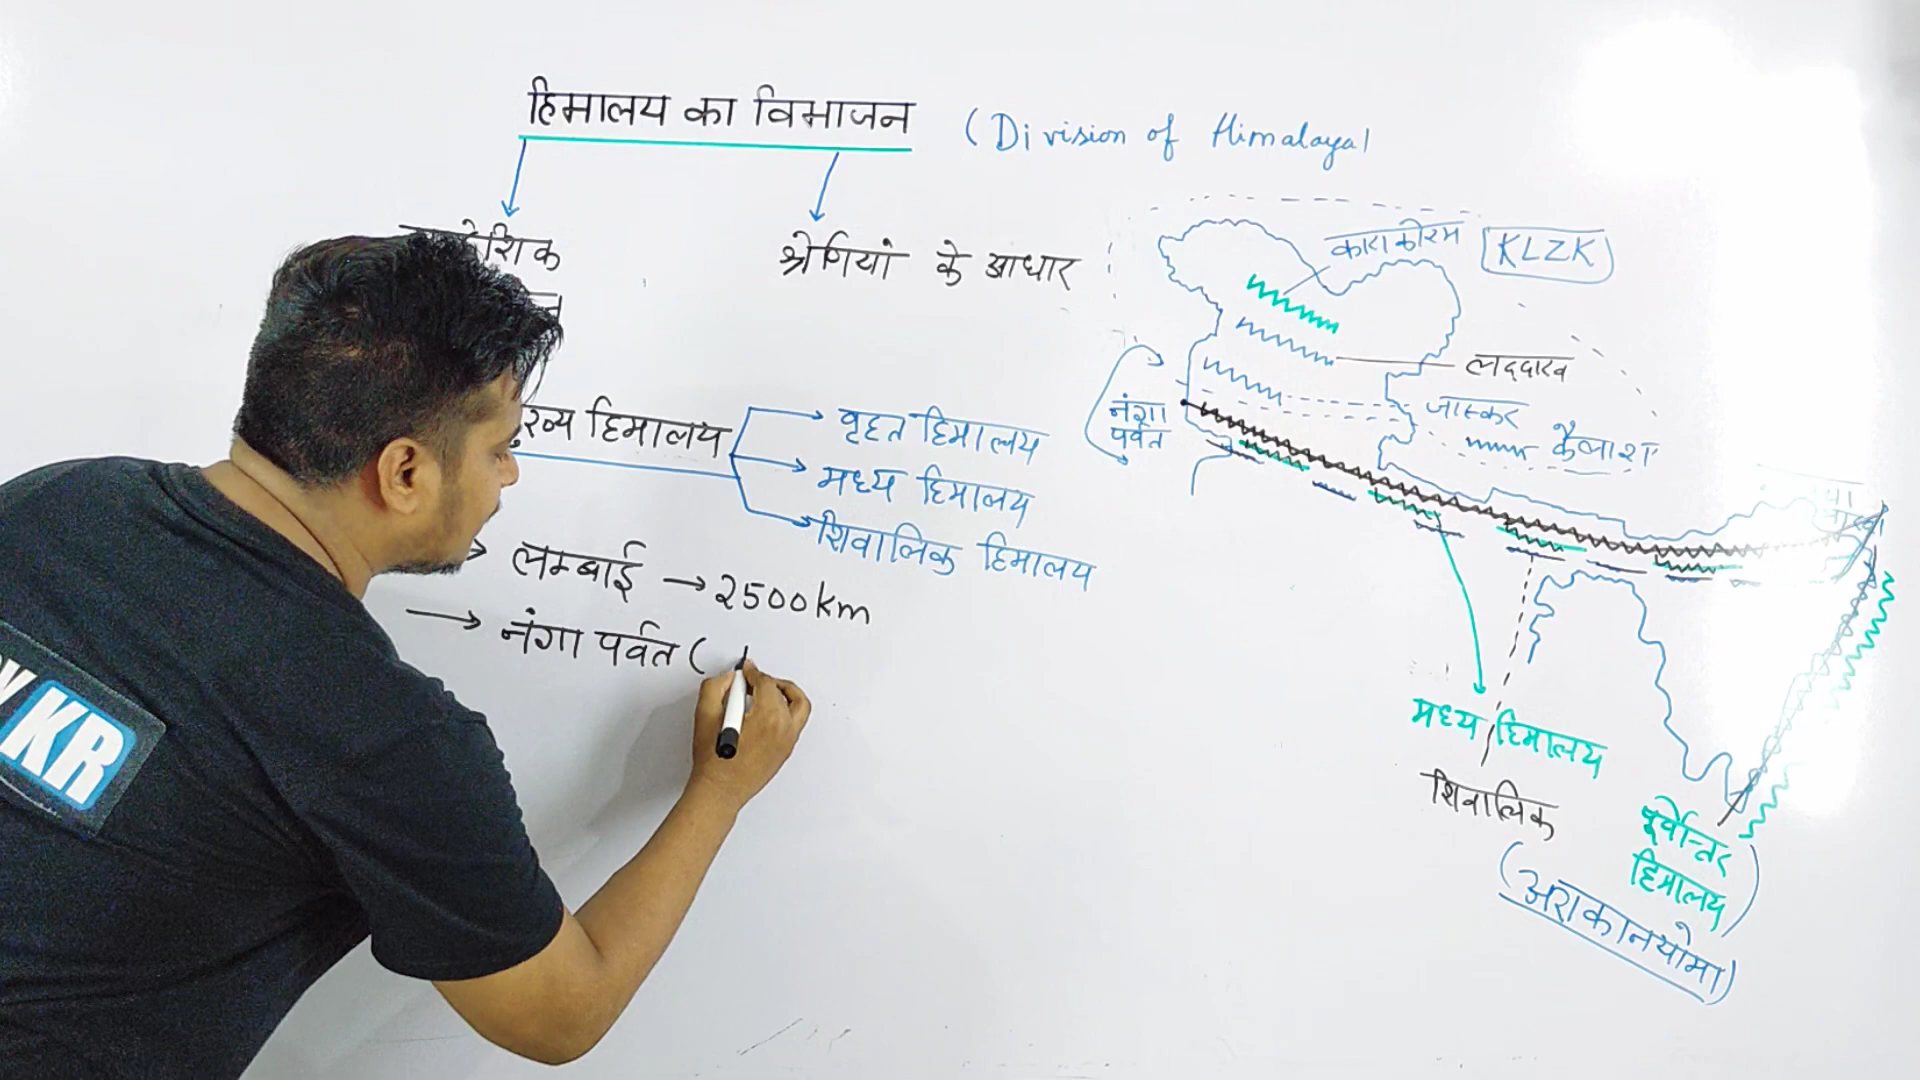 हिमालय का विभाजन (Division of Himalaya)
श्रेणियां के आधार
हिमालय
वृहत हिमालय
मध्य हिमालय
शिवालिक हिमालय
लम्बाई → 2500km
→ नंगा पर्वत (
काराकोरम KLZK
लद्दाख
जास्कर
कैलाश
नंगा
पर्वत
मध्य हिमालय
शिवालिक
पूर्वोत्तर
हिमालय
(अराकानयोमा)
KR